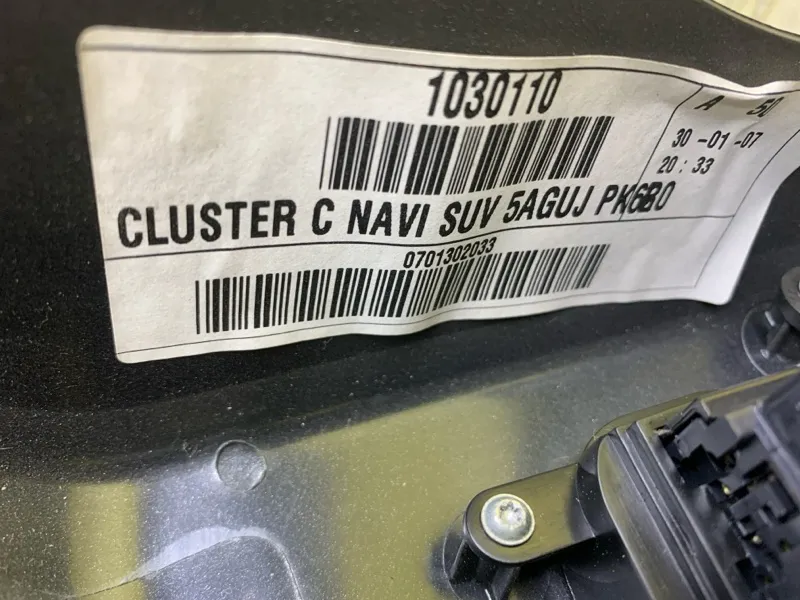 1030110
A 50
30-01-07
20:33
CLUSTER C NAVI SUV 5AGUJ PK6B0
0701302033